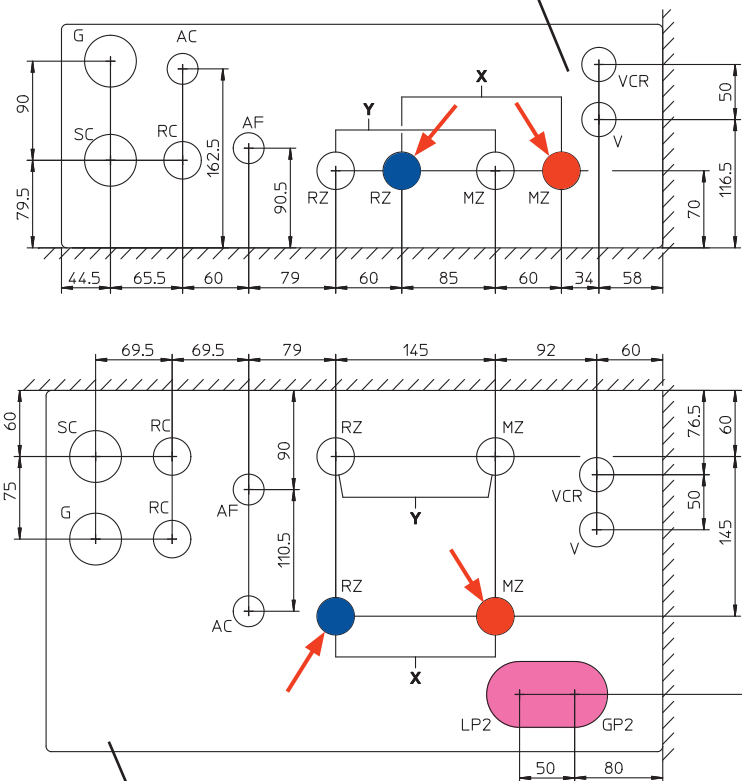 G
AC
X
VCR
90
50
Y
SC
RC
AF
V
162.5
79.5
90.5
RZ
RZ
MZ
MZ
70
116.5
44.5 65.5 60 79 60 85 60 34 58
69.5 69.5 79 145 92 60
60
SC
RC
RZ
MZ
90
76.5
60
75
AF
VCR
50
G
RC
Y
V
110.5
145
RZ
MZ
AC
X
LP2
GP2
50 80